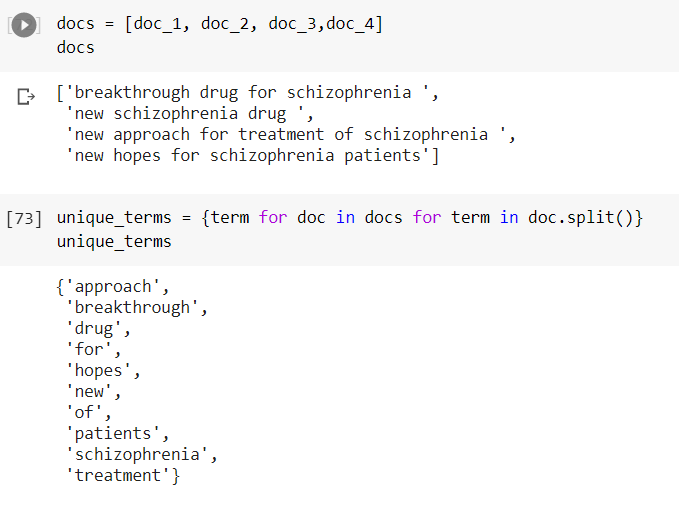 docs = [doc_1, doc_2, doc_3,doc_4]
docs
['breakthrough drug for schizophrenia ',
'new schizophrenia drug ',
'new approach for treatment of schizophrenia ',
'new hopes for schizophrenia patients']
[73] unique_terms = {term for doc in docs for term in doc.split()}
unique_terms
{'approach',
'breakthrough',
'drug',
'for',
'hopes',
'new',
'of',
'patients',
'schizophrenia',
'treatment'}